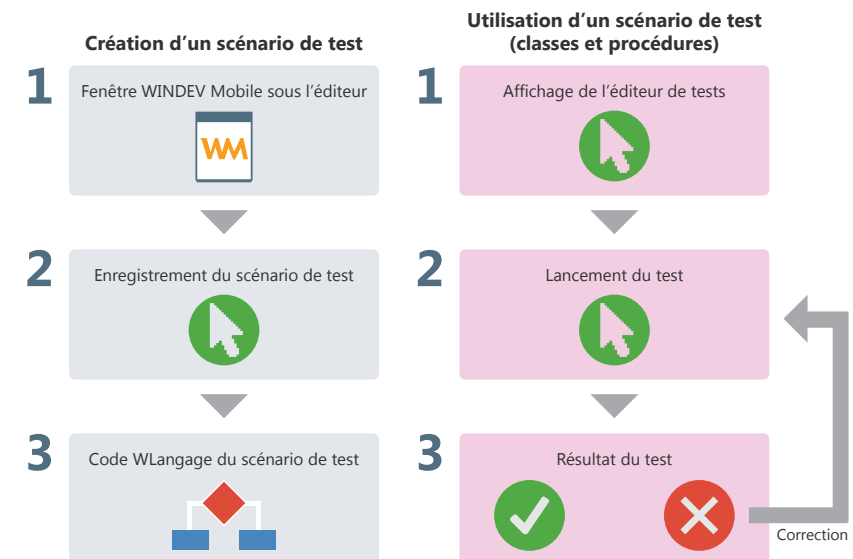 Création d'un scénario de test
1
Fenêtre WINDEV Mobile sous l'éditeur
WM
2
Enregistrement du scénario de test
3
Code WLangage du scénario de test
Utilisation d'un scénario de test
(classes et procédures)
1
Affichage de l'éditeur de tests
2
Lancement du test
3
Résultat du test
Correction